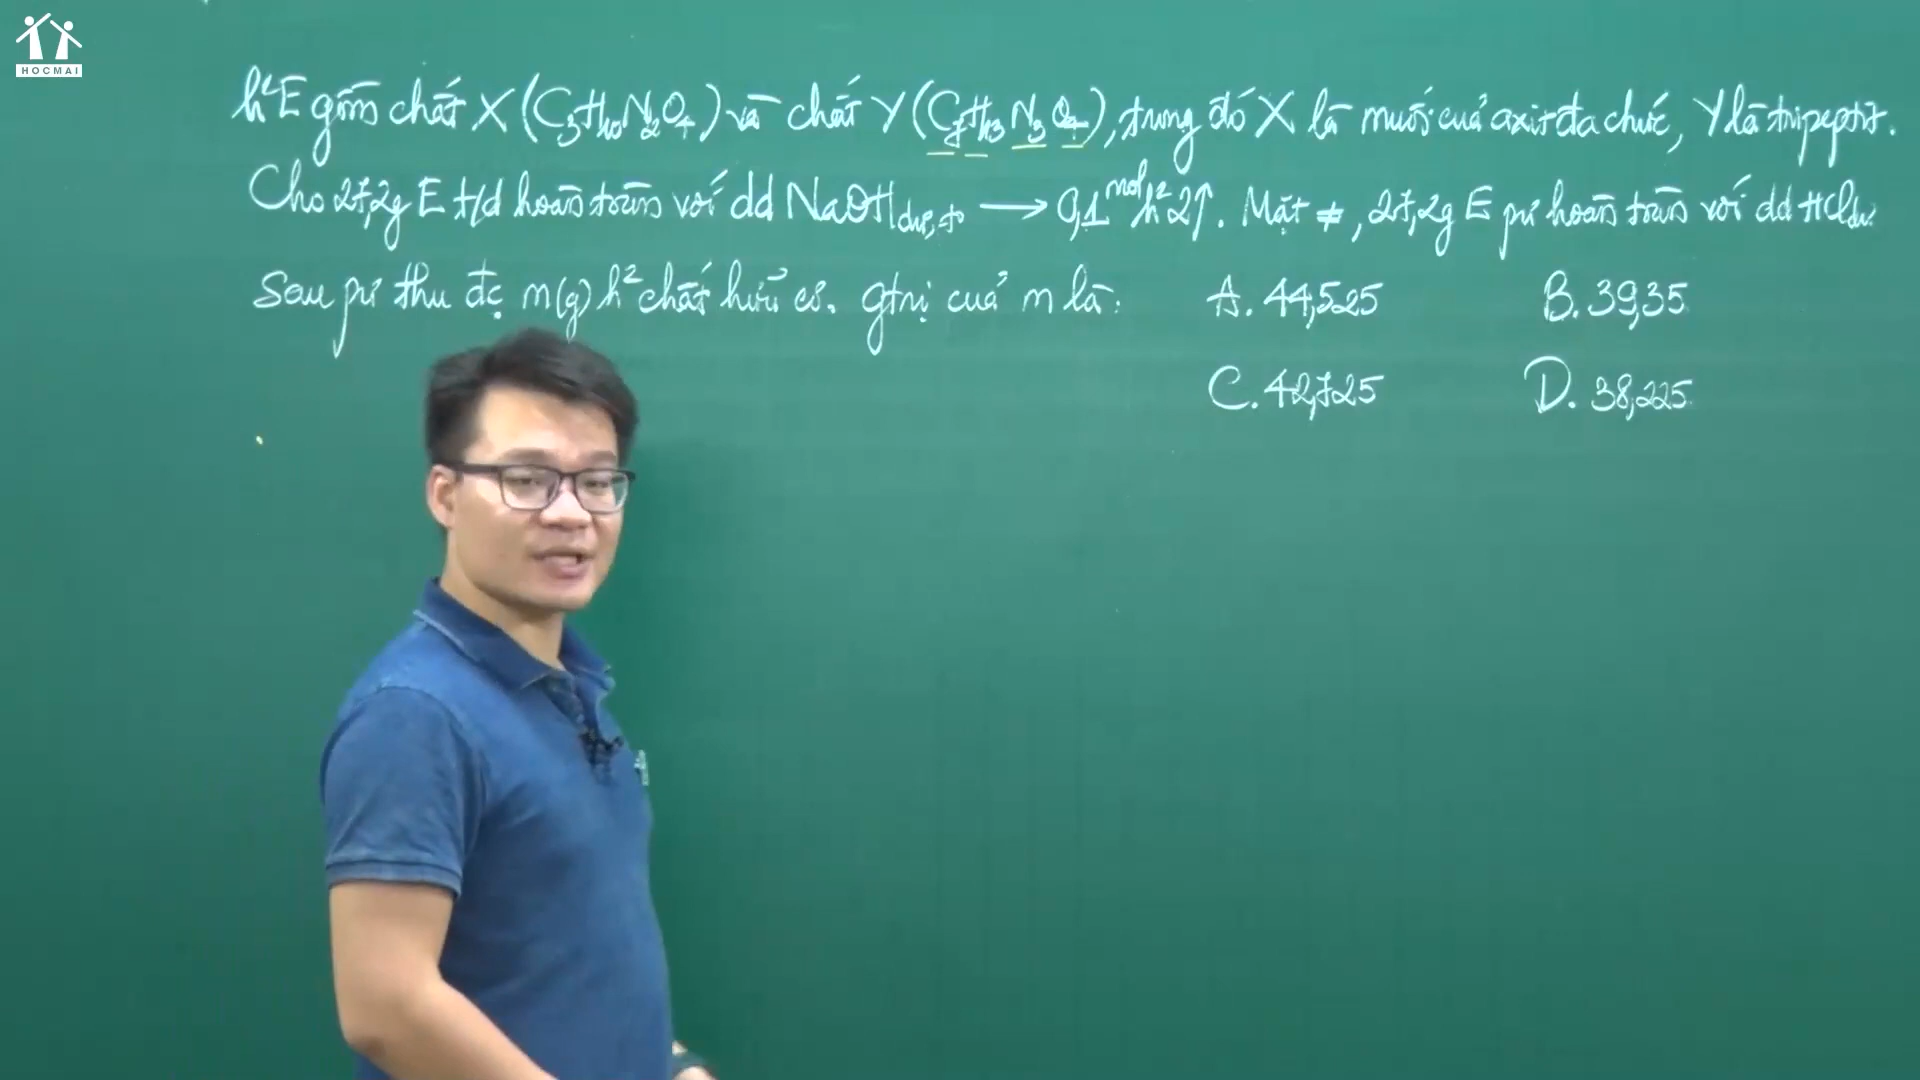 HOCMAI
h² E gồm chất X (C₃H₁₀N₂O₄) và chất Y (C₇H₁₃N₃O₄), trong đó X là muối của axit đa chức, Y là tripeptit.
Cho 27,2g E t/d hoàn toàn với dd NaOH dư, t° → 0,1 mol h² 2↑. Mặt ≠, 27,2g E pư hoàn toàn với dd HCl dư.
Sau pư thu đc m(g) h² chất hữu cơ. gtrị của m là: A. 44,525 B. 39,35
C. 42,725 D. 38,225